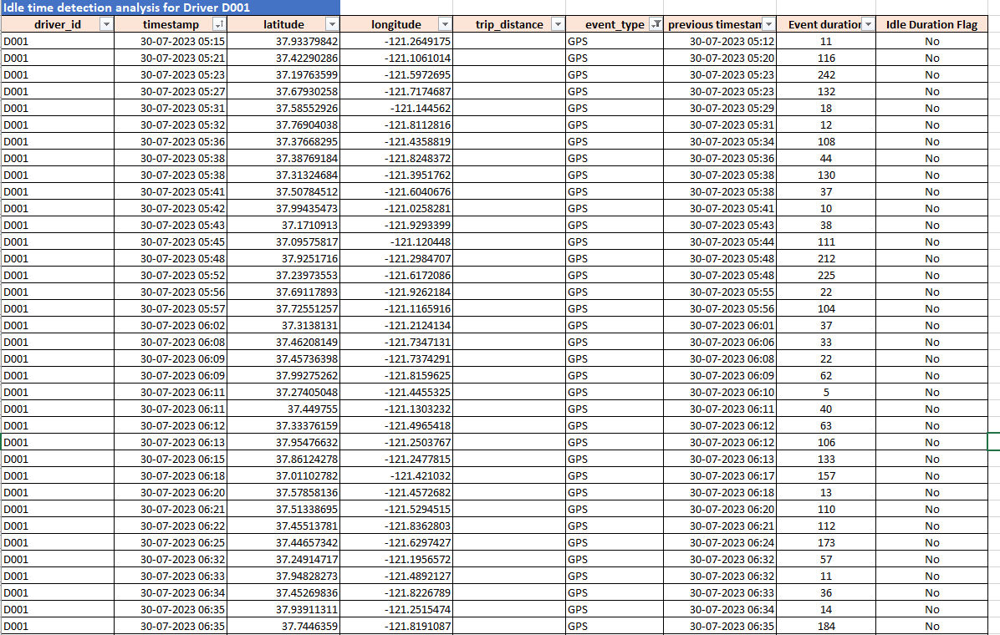 Idle time detection analysis for Driver D001
driver_id timestamp latitude longitude trip_distance event_type previous timestam Event duration Idle Duration Flag
D001 30-07-2023 05:15 37.93379842 -121.2649175 GPS 30-07-2023 05:12 11 No
D001 30-07-2023 05:21 37.42290286 -121.1061014 GPS 30-07-2023 05:20 116 No
D001 30-07-2023 05:23 37.19763599 -121.5972695 GPS 30-07-2023 05:23 242 No
D001 30-07-2023 05:27 37.67930258 -121.7174687 GPS 30-07-2023 05:23 132 No
D001 30-07-2023 05:31 37.58552926 -121.144562 GPS 30-07-2023 05:29 18 No
D001 30-07-2023 05:32 37.76904038 -121.8112816 GPS 30-07-2023 05:31 12 No
D001 30-07-2023 05:36 37.37668295 -121.4358819 GPS 30-07-2023 05:34 108 No
D001 30-07-2023 05:38 37.38769184 -121.8248372 GPS 30-07-2023 05:36 44 No
D001 30-07-2023 05:38 37.31324684 -121.3951762 GPS 30-07-2023 05:38 130 No
D001 30-07-2023 05:41 37.50784512 -121.6040676 GPS 30-07-2023 05:38 37 No
D001 30-07-2023 05:42 37.99435473 -121.0258281 GPS 30-07-2023 05:41 10 No
D001 30-07-2023 05:43 37.1710913 -121.9293399 GPS 30-07-2023 05:43 38 No
D001 30-07-2023 05:45 37.09575817 -121.120448 GPS 30-07-2023 05:44 111 No
D001 30-07-2023 05:48 37.9251716 -121.2984707 GPS 30-07-2023 05:48 212 No
D001 30-07-2023 05:52 37.23973553 -121.6172086 GPS 30-07-2023 05:48 225 No
D001 30-07-2023 05:56 37.69117893 -121.9262184 GPS 30-07-2023 05:55 22 No
D001 30-07-2023 05:57 37.72551257 -121.1165916 GPS 30-07-2023 05:56 104 No
D001 30-07-2023 06:02 37.3138131 -121.2124134 GPS 30-07-2023 06:01 37 No
D001 30-07-2023 06:08 37.46208149 -121.7347131 GPS 30-07-2023 06:06 33 No
D001 30-07-2023 06:09 37.45736398 -121.7374291 GPS 30-07-2023 06:08 22 No
D001 30-07-2023 06:09 37.99275262 -121.8159625 GPS 30-07-2023 06:09 62 No
D001 30-07-2023 06:11 37.27405048 -121.4455325 GPS 30-07-2023 06:10 5 No
D001 30-07-2023 06:11 37.449755 -121.1303232 GPS 30-07-2023 06:11 40 No
D001 30-07-2023 06:12 37.33376159 -121.4965418 GPS 30-07-2023 06:12 63 No
D001 30-07-2023 06:13 37.95476632 -121.2503767 GPS 30-07-2023 06:12 106 No
D001 30-07-2023 06:15 37.86124278 -121.2477815 GPS 30-07-2023 06:13 133 No
D001 30-07-2023 06:18 37.01102782 -121.421032 GPS 30-07-2023 06:17 157 No
D001 30-07-2023 06:20 37.57858136 -121.4572682 GPS 30-07-2023 06:18 13 No
D001 30-07-2023 06:21 37.51338695 -121.5294515 GPS 30-07-2023 06:20 110 No
D001 30-07-2023 06:22 37.45513781 -121.8362803 GPS 30-07-2023 06:21 112 No
D001 30-07-2023 06:25 37.44657342 -121.6297427 GPS 30-07-2023 06:24 173 No
D001 30-07-2023 06:32 37.24914717 -121.1956572 GPS 30-07-2023 06:32 57 No
D001 30-07-2023 06:33 37.94828273 -121.4892127 GPS 30-07-2023 06:32 11 No
D001 30-07-2023 06:34 37.45269836 -121.8226789 GPS 30-07-2023 06:33 36 No
D001 30-07-2023 06:35 37.93911311 -121.2515474 GPS 30-07-2023 06:34 14 No
D001 30-07-2023 06:35 37.7446359 -121.8191087 GPS 30-07-2023 06:35 184 No